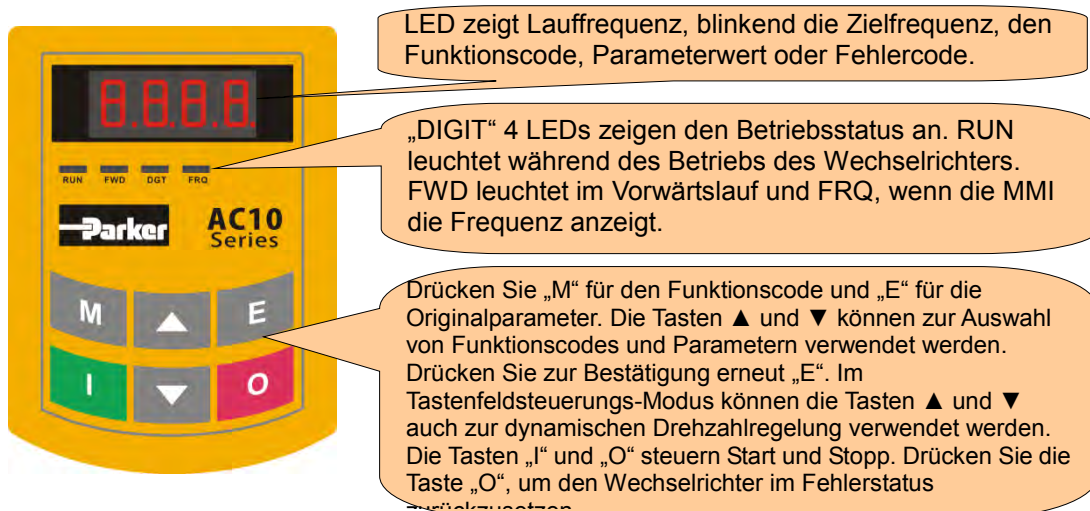 LED zeigt Lauffrequenz, blinkend die Zielfrequenz, den
Funktionscode, Parameterwert oder Fehlercode.
8.8.8.8.
„DIGIT“ 4 LEDs zeigen den Betriebsstatus an. RUN
leuchtet während des Betriebs des Wechselrichters.
FWD leuchtet im Vorwärtslauf und FRQ, wenn die MMI
die Frequenz anzeigt.
RUN FWD DGT FRQ
Parker
AC10
Series
M ▲ E
I ▼ O
Drücken Sie „M“ für den Funktionscode und „E“ für die
Originalparameter. Die Tasten ▲ und ▼ können zur Auswahl
von Funktionscodes und Parametern verwendet werden.
Drücken Sie zur Bestätigung erneut „E“. Im
Tastenfeldsteuerungs-Modus können die Tasten ▲ und ▼
auch zur dynamischen Drehzahlregelung verwendet werden.
Die Tasten „I“ und „O“ steuern Start und Stopp. Drücken Sie die
Taste „O“, um den Wechselrichter im Fehlerstatus
zurückzusetzen